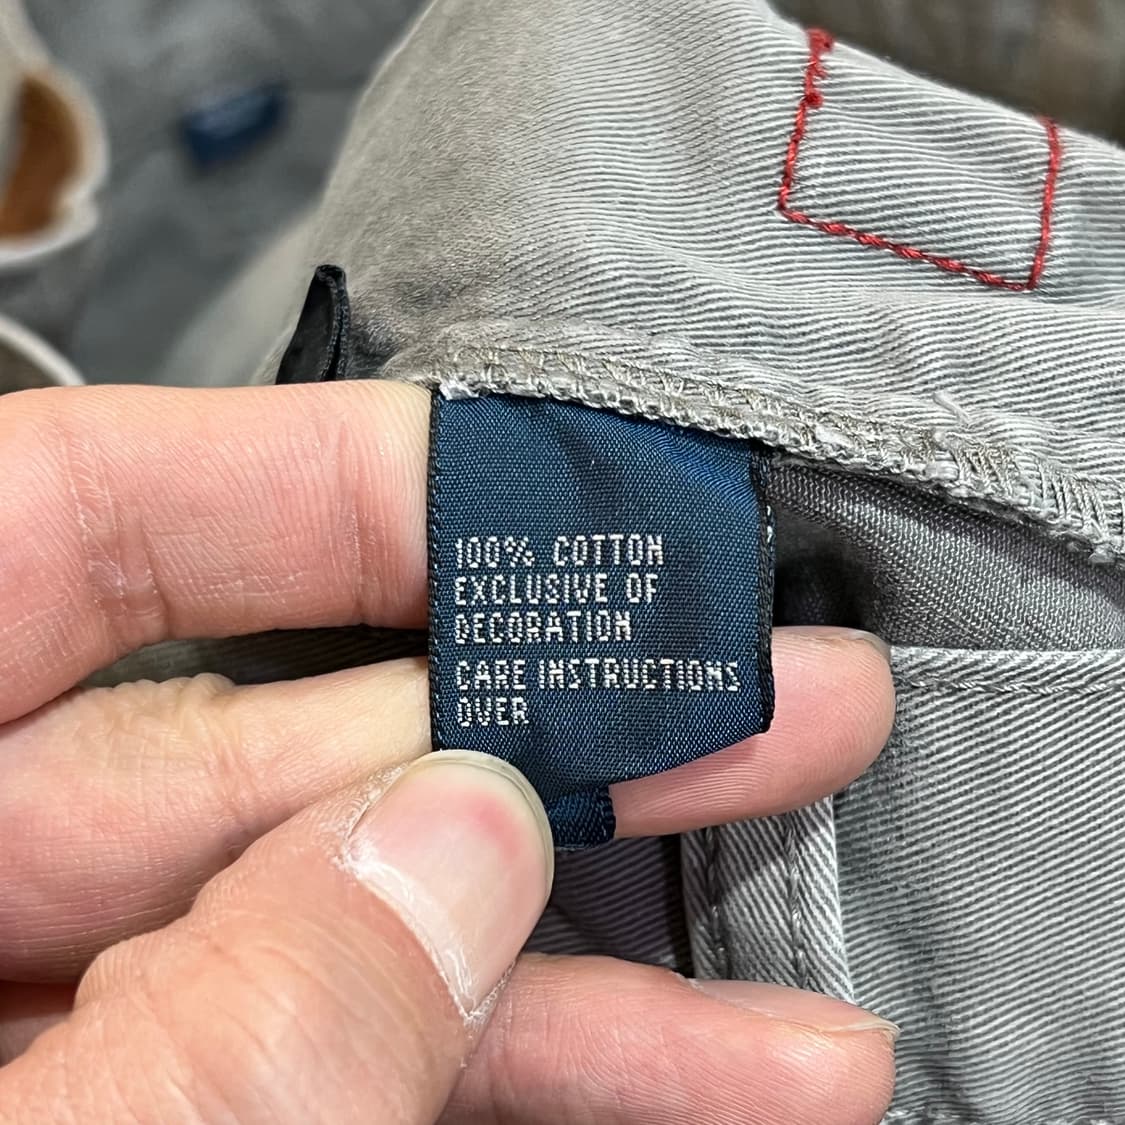 100% COTTON
EXCLUSIVE OF
DECORATION
CARE INSTRUCTIONS
OVER